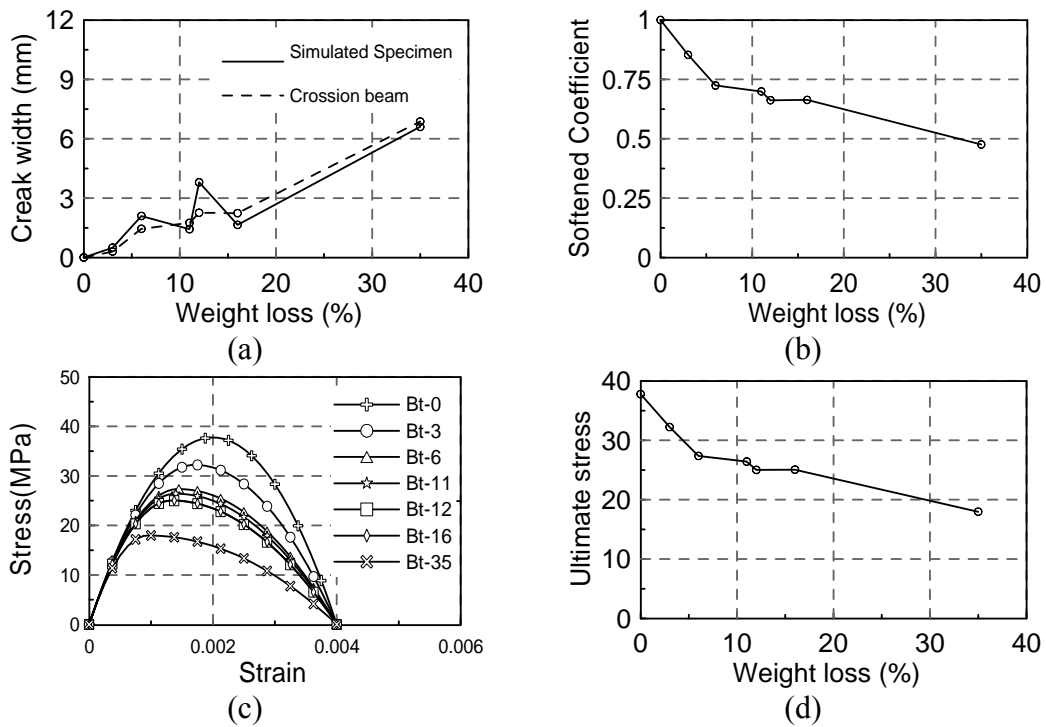 12
9
6
3
0
Creak width (mm)
Simulated Specimen
Crossion beam
0 10 20 30 40
Weight loss (%)
(a)
1
0.75
0.5
0.25
0
Softened Coefficient
0 10 20 30 40
Weight loss (%)
(b)
50
40
30
20
10
0
Stress(MPa)
Bt-0
Bt-3
Bt-6
Bt-11
Bt-12
Bt-16
Bt-35
0 0.002 0.004 0.006
Strain
(c)
40
30
20
10
0
Ultimate stress
0 10 20 30 40
Weight loss (%)
(d)